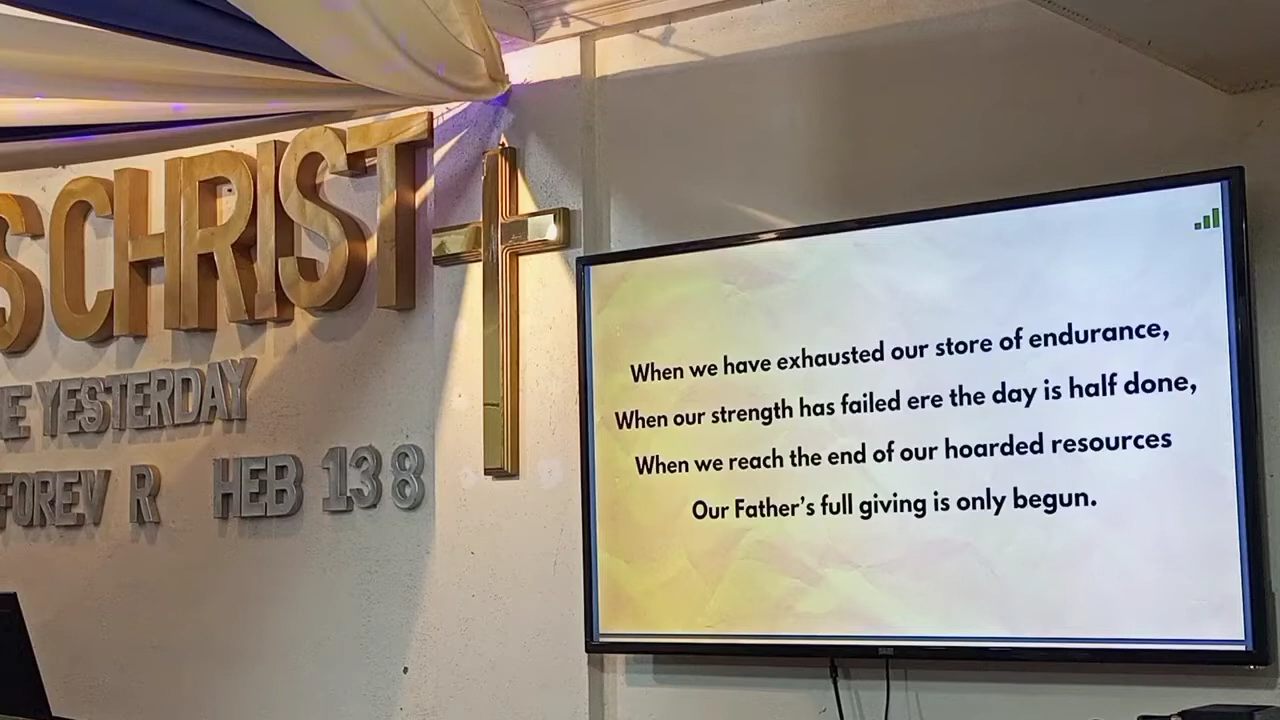 SCHRIST
E YESTERDAY
FOREV R HEB 13 8
When we have exhausted our store of endurance,
When our strength has failed ere the day is half done,
When we reach the end of our hoarded resources
Our Father's full giving is only begun.